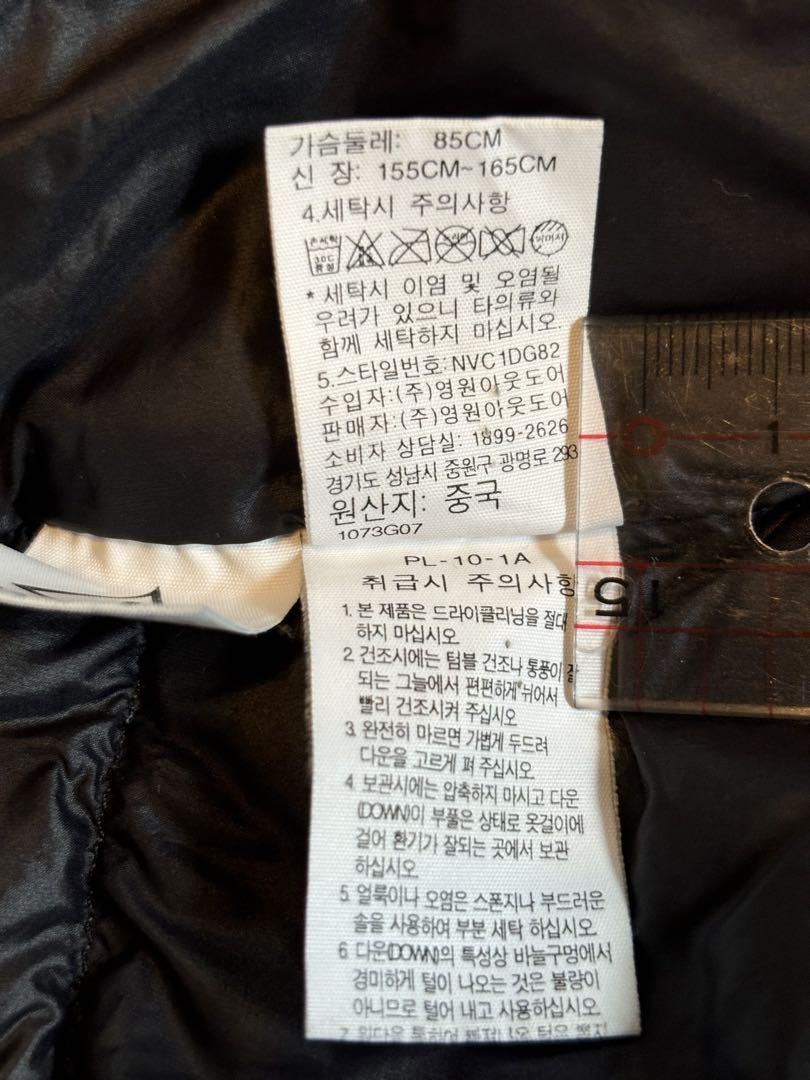 가슴둘레: 85CM
신 장: 155CM~165CM
4.세탁시 주의사항
손세탁
30℃
중성
* 세탁시 이염 및 오염될
우려가 있으니 타의류와
함께 세탁하지 마십시오.
5.스타일번호:NVC1DG82
수입자:(주)영원아웃도어
판매자:(주)영원아웃도어
소비자 상담실: 1899-2626
경기도 성남시 중원구 광명로 293
원산지: 중국
1073G07
PL-10-1A
취급시 주의사항
1. 본 제품은 드라이클리닝을 절대
하지 마십시오
2. 건조시에는 텀블 건조나 통풍이 잘
되는 그늘에서 편편하게 뉘어서
빨리 건조시켜 주십시오
3. 완전히 마르면 가볍게 두드려
다운을 고르게 펴 주십시오
4. 보관시에는 압축하지 마시고 다운
(DOWN)이 부풀은 상태로 옷걸이에
걸어 환기가 잘되는 곳에서 보관
하십시오
5. 얼룩이나 오염은 스폰지나 부드러운
솔을 사용하여 부분 세탁 하십시오
6. 다운(DOWN)의 특성상 바늘구멍에서
경미하게 털이 나오는 것은 불량이
아니므로 털어 내고 사용하십시오
0 1
15